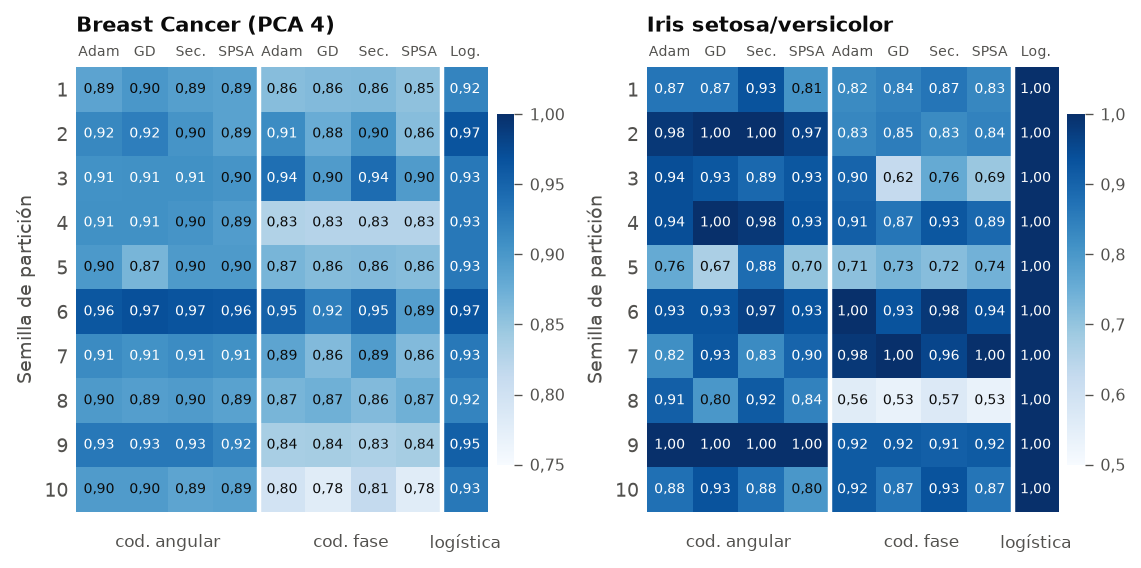 Breast Cancer (PCA 4)
Adam GD Sec. SPSA Adam GD Sec. SPSA Log.
Semilla de partición
1 0,89 0,90 0,89 0,89 0,86 0,86 0,86 0,85 0,92
2 0,92 0,92 0,90 0,89 0,91 0,88 0,90 0,86 0,97
3 0,91 0,91 0,91 0,90 0,94 0,90 0,94 0,90 0,93
4 0,91 0,91 0,90 0,89 0,83 0,83 0,83 0,83 0,93
5 0,90 0,87 0,90 0,90 0,87 0,86 0,86 0,86 0,93
6 0,96 0,97 0,97 0,96 0,95 0,92 0,95 0,89 0,97
7 0,91 0,91 0,91 0,91 0,89 0,86 0,89 0,86 0,93
8 0,90 0,89 0,90 0,89 0,87 0,87 0,86 0,87 0,92
9 0,93 0,93 0,93 0,92 0,84 0,84 0,83 0,84 0,95
10 0,90 0,90 0,89 0,89 0,80 0,78 0,81 0,78 0,93
cod. angular cod. fase logística
1,00
0,95
0,90
0,85
0,80
0,75
Iris setosa/versicolor
Adam GD Sec. SPSA Adam GD Sec. SPSA Log.
Semilla de partición
1 0,87 0,87 0,93 0,81 0,82 0,84 0,87 0,83 1,00
2 0,98 1,00 1,00 0,97 0,83 0,85 0,83 0,84 1,00
3 0,94 0,93 0,89 0,93 0,90 0,62 0,76 0,69 1,00
4 0,94 1,00 0,98 0,93 0,91 0,87 0,93 0,89 1,00
5 0,76 0,67 0,88 0,70 0,71 0,73 0,72 0,74 1,00
6 0,93 0,93 0,97 0,93 1,00 0,93 0,98 0,94 1,00
7 0,82 0,93 0,83 0,90 0,98 1,00 0,96 1,00 1,00
8 0,91 0,80 0,92 0,84 0,56 0,53 0,57 0,53 1,00
9 1,00 1,00 1,00 1,00 0,92 0,92 0,91 0,92 1,00
10 0,88 0,93 0,88 0,80 0,92 0,87 0,93 0,87 1,00
cod. angular cod. fase logística
1,0
0,9
0,8
0,7
0,6
0,5